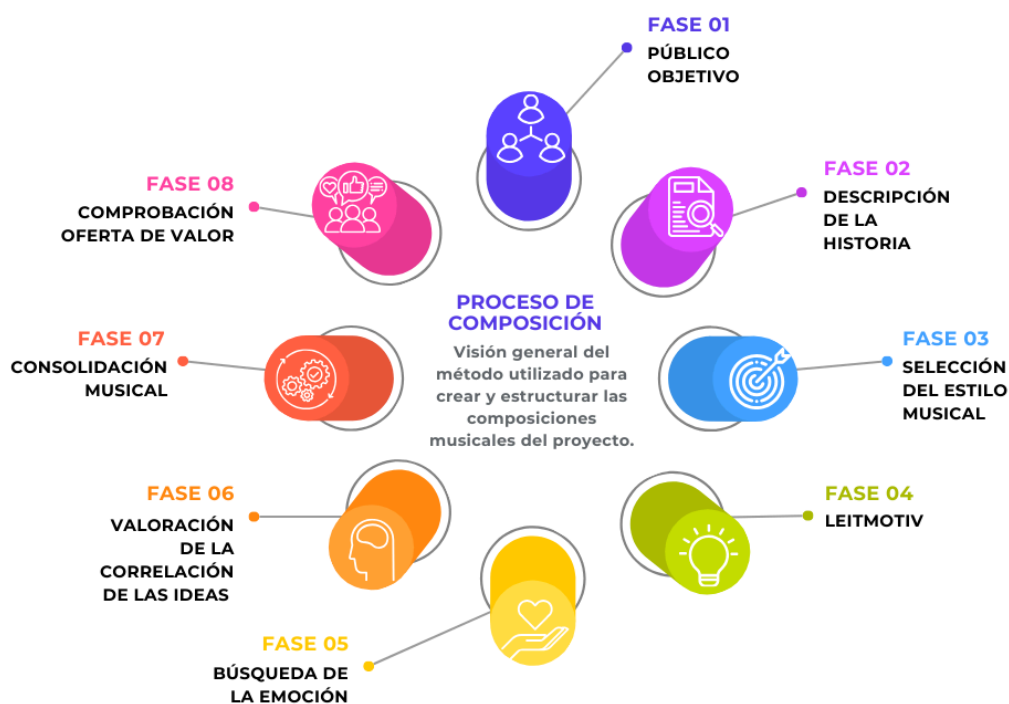 FASE 01
PÚBLICO
OBJETIVO
FASE 02
DESCRIPCIÓN
DE LA
HISTORIA
FASE 03
SELECCIÓN
DEL ESTILO
MUSICAL
FASE 04
LEITMOTIV
FASE 05
BÚSQUEDA DE
LA EMOCIÓN
FASE 06
VALORACIÓN
DE LA
CORRELACIÓN
DE LAS IDEAS
FASE 07
CONSOLIDACIÓN
MUSICAL
FASE 08
COMPROBACIÓN
OFERTA DE VALOR
PROCESO DE
COMPOSICIÓN
Visión general del
método utilizado para
crear y estructurar las
composiciones
musicales del proyecto.